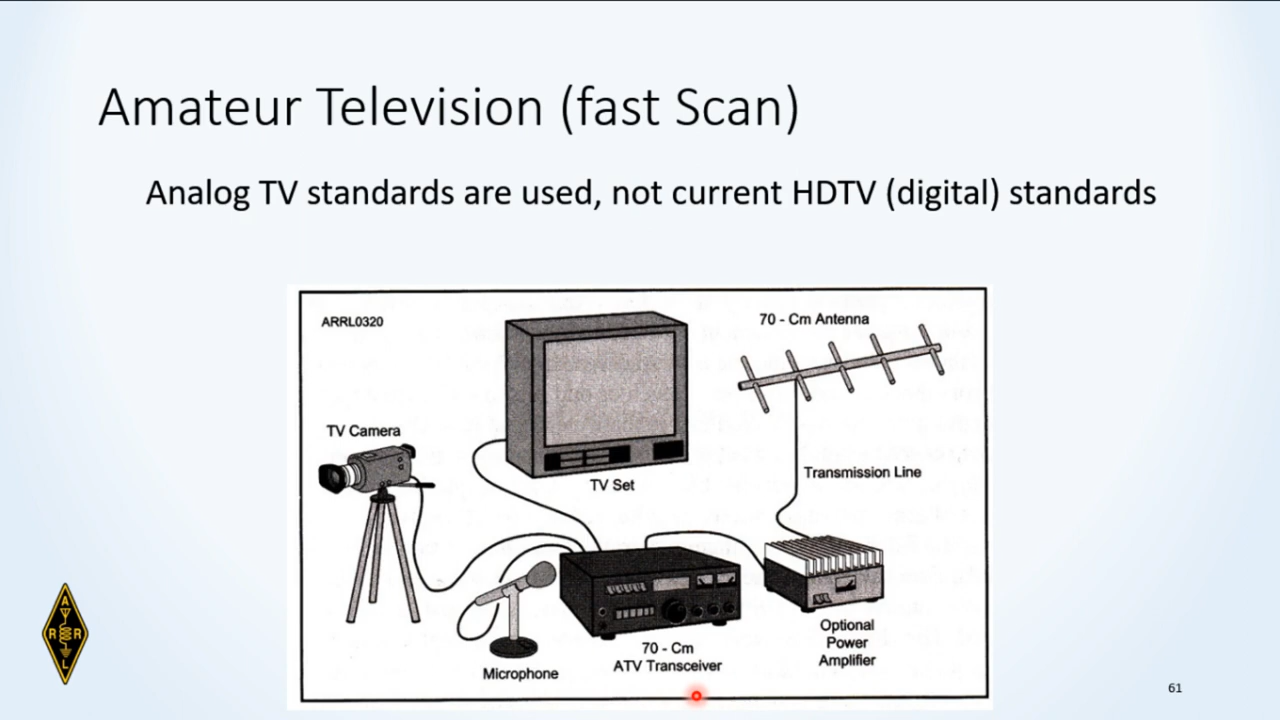 Amateur Television (fast Scan)
Analog TV standards are used, not current HDTV (digital) standards
ARRL0320
70 - Cm Antenna
TV Camera
Transmission Line
TV Set
Optional
Power
Amplifier
70 - Cm
ATV Transceiver
Microphone
A
R R
L
61